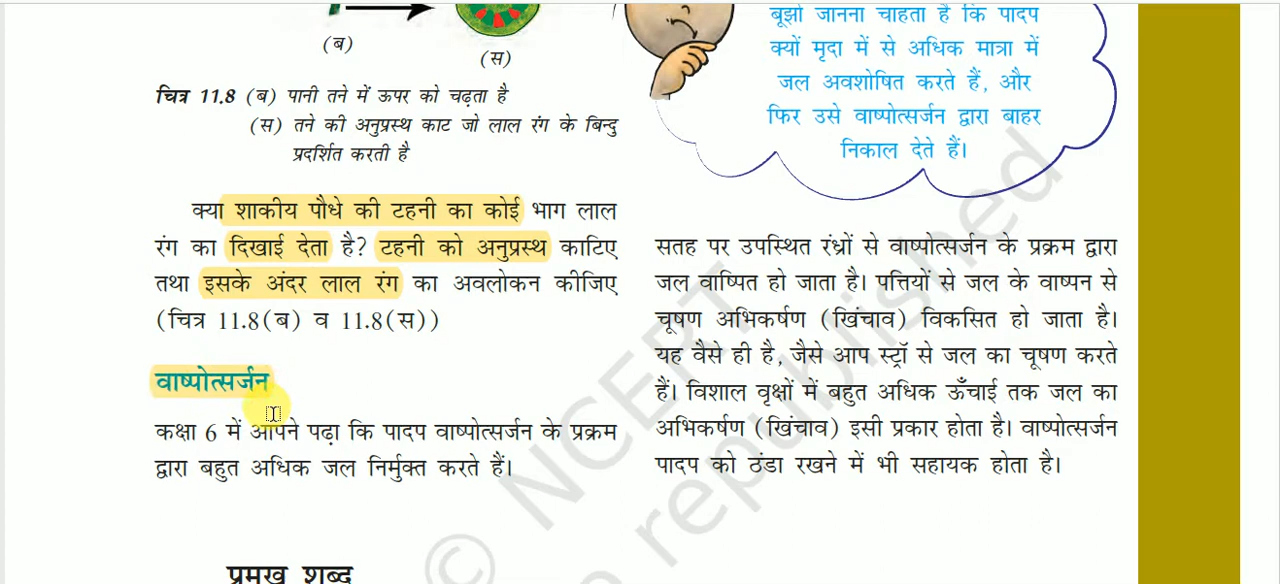 (ब)
(स)
चित्र 11.8 (ब) पानी तने में ऊपर को चढ़ता है
(स) तने की अनुप्रस्थ काट जो लाल रंग के बिन्दु
प्रदर्शित करती है
क्या शाकीय पौधे की टहनी का कोई भाग लाल
रंग का दिखाई देता है? टहनी को अनुप्रस्थ काटिए
तथा इसके अंदर लाल रंग का अवलोकन कीजिए
(चित्र 11.8(ब) व 11.8(स))
वाष्पोत्सर्जन
कक्षा 6 में आपने पढ़ा कि पादप वाष्पोत्सर्जन के प्रक्रम
द्वारा बहुत अधिक जल निर्मुक्त करते हैं।
बूझो जानना चाहता है कि पादप
क्यों मृदा में से अधिक मात्रा में
जल अवशोषित करते हैं, और
फिर उसे वाष्पोत्सर्जन द्वारा बाहर
निकाल देते हैं।
सतह पर उपस्थित रंध्रों से वाष्पोत्सर्जन के प्रक्रम द्वारा
जल वाष्पित हो जाता है। पत्तियों से जल के वाष्पन से
चूषण अभिकर्षण (खिंचाव) विकसित हो जाता है।
यह वैसे ही है, जैसे आप स्ट्रॉ से जल का चूषण करते
हैं। विशाल वृक्षों में बहुत अधिक ऊँचाई तक जल का
अभिकर्षण (खिंचाव) इसी प्रकार होता है। वाष्पोत्सर्जन
पादप को ठंडा रखने में भी सहायक होता है।
प्रमुख शब्द
© NCERT
republished